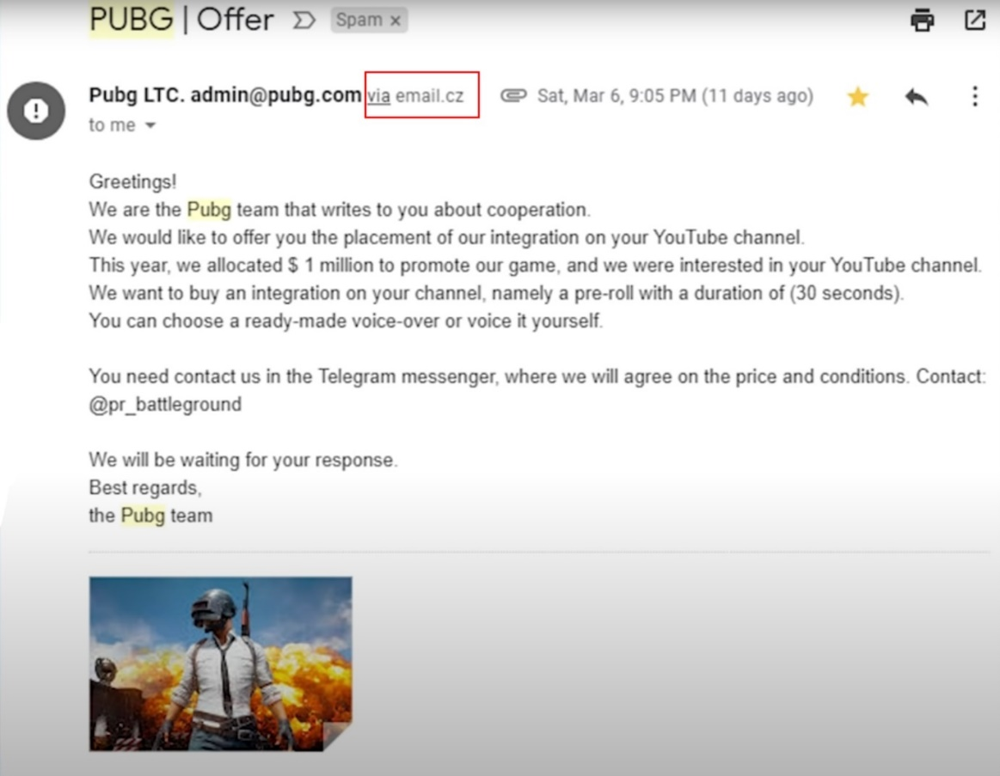 PUBG | Offer Spam ×
Pubg LTC. admin@pubg.com via email.cz Sat, Mar 6, 9:05 PM (11 days ago)
to me
Greetings!
We are the Pubg team that writes to you about cooperation.
We would like to offer you the placement of our integration on your YouTube channel.
This year, we allocated $ 1 million to promote our game, and we were interested in your YouTube channel.
We want to buy an integration on your channel, namely a pre-roll with a duration of (30 seconds).
You can choose a ready-made voice-over or voice it yourself.
You need contact us in the Telegram messenger, where we will agree on the price and conditions. Contact:
@pr_battleground
We will be waiting for your response.
Best regards,
the Pubg team